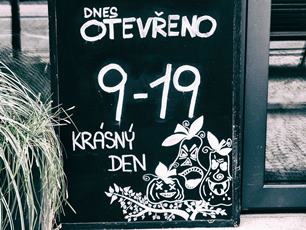 DNES
OTEVŘENO
9-19
KRÁSNÝ
DEN